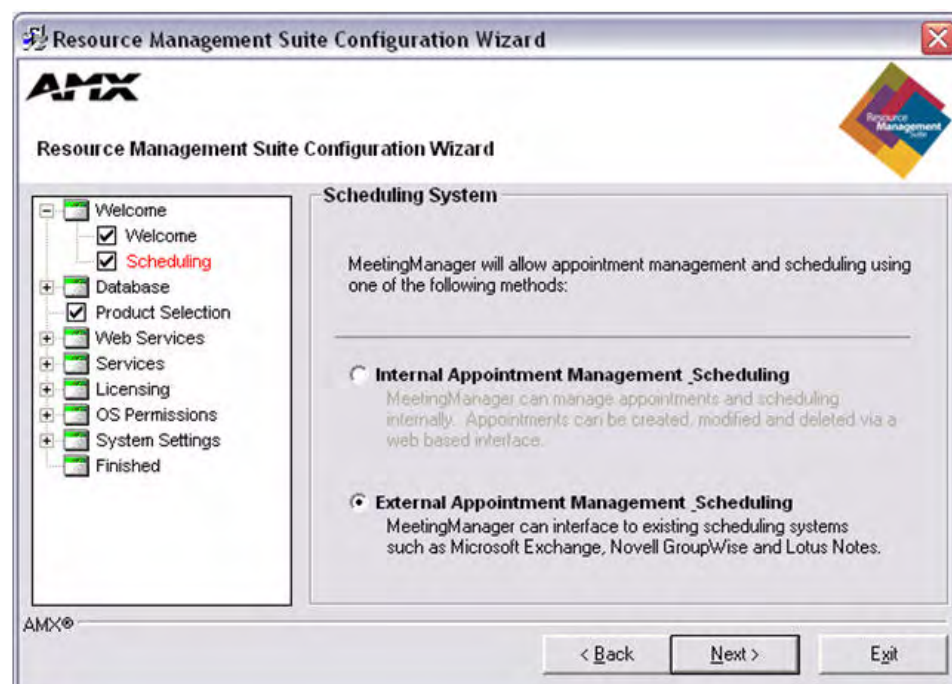 Resource Management Suite Configuration Wizard
AMX
Resource Management Suite
Resource Management Suite Configuration Wizard
Welcome
Welcome
Scheduling
Database
Product Selection
Web Services
Services
Licensing
OS Permissions
System Settings
Finished
Scheduling System
MeetingManager will allow appointment management and scheduling using
one of the following methods:
Internal Appointment Management _Scheduling
MeetingManager can manage appointments and scheduling
internally. Appointments can be created, modified and deleted via a
web based interface.
External Appointment Management _Scheduling
MeetingManager can interface to existing scheduling systems
such as Microsoft Exchange, Novell GroupWise and Lotus Notes.
AMX®
< Back
Next >
Exit